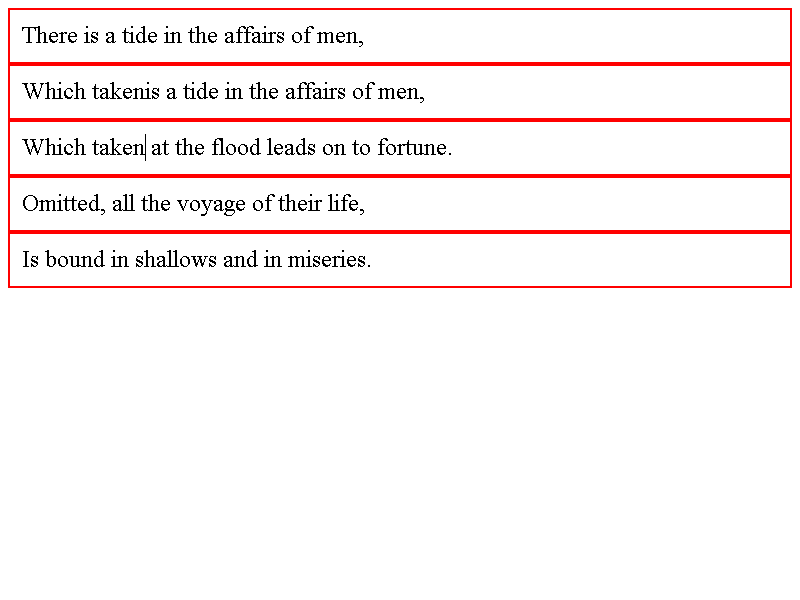 There is a tide in the affairs of men,
Which takenis a tide in the affairs of men,
Which taken at the flood leads on to fortune.
Omitted, all the voyage of their life,
Is bound in shallows and in miseries.